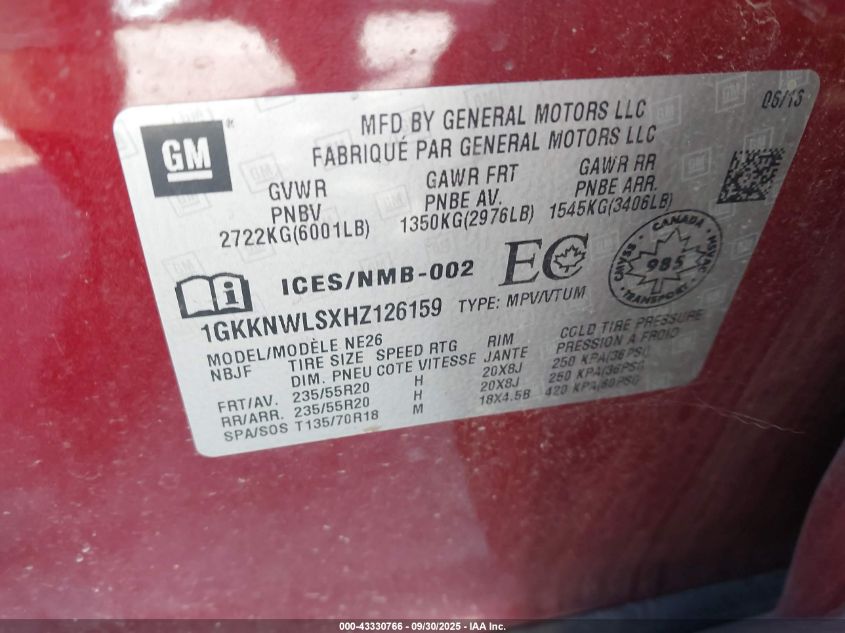 GM
MFD BY GENERAL MOTORS LLC
FABRIQUÉ PAR GENERAL MOTORS LLC
GVWR
PNBV
2722KG(6001LB)
GAWR FRT
PNBE AV.
1350KG(2976LB)
GAWR RR
PNBE ARR.
1545KG(3406LB)
ICES/NMB-002
EC
CANADA
985
TRANSPORT
1GKKNWLSXHZ126159 TYPE: MPV/VTUM
MODEL/MODÈLE NE26
NBJF TIRE SIZE SPEED RTG RIM COLD TIRE PRESSURE
DIM. PNEU COTE VITESSE JANTE PRESSION A FROID
FRT/AV. 235/55R20 H 20X8J 250 KPA/36PSI
RR/ARR. 235/55R20 H 20X8J 250 KPA/36PSI
SPA/SOS T135/70R18 M 18X4.5B 420 KPA/60PSI
000-43330766 - 09/30/2025 - IAA Inc.